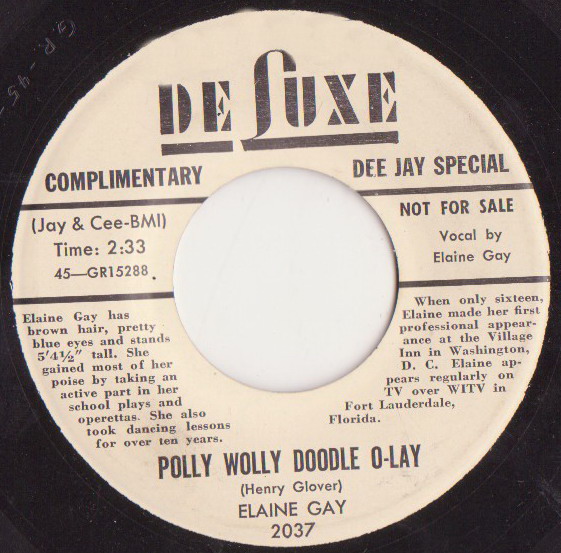 G.R.-45-
DELUXE
COMPLIMENTARY
DEE JAY SPECIAL
(Jay & Cee-BMI)
Time: 2:33
45—GR15288.
NOT FOR SALE
Vocal by
Elaine Gay
Elaine Gay has
brown hair, pretty
blue eyes and stands
5'4½" tall. She
gained most of her
poise by taking an
active part in her
school plays and
operettas. She also
took dancing lessons
for over ten years.
When only sixteen,
Elaine made her first
professional appear-
ance at the Village
Inn in Washington,
D. C. Elaine ap-
pears regularly on
TV over WITV in
Fort Lauderdale,
Florida.
POLLY WOLLY DOODLE O-LAY
(Henry Glover)
ELAINE GAY
2037